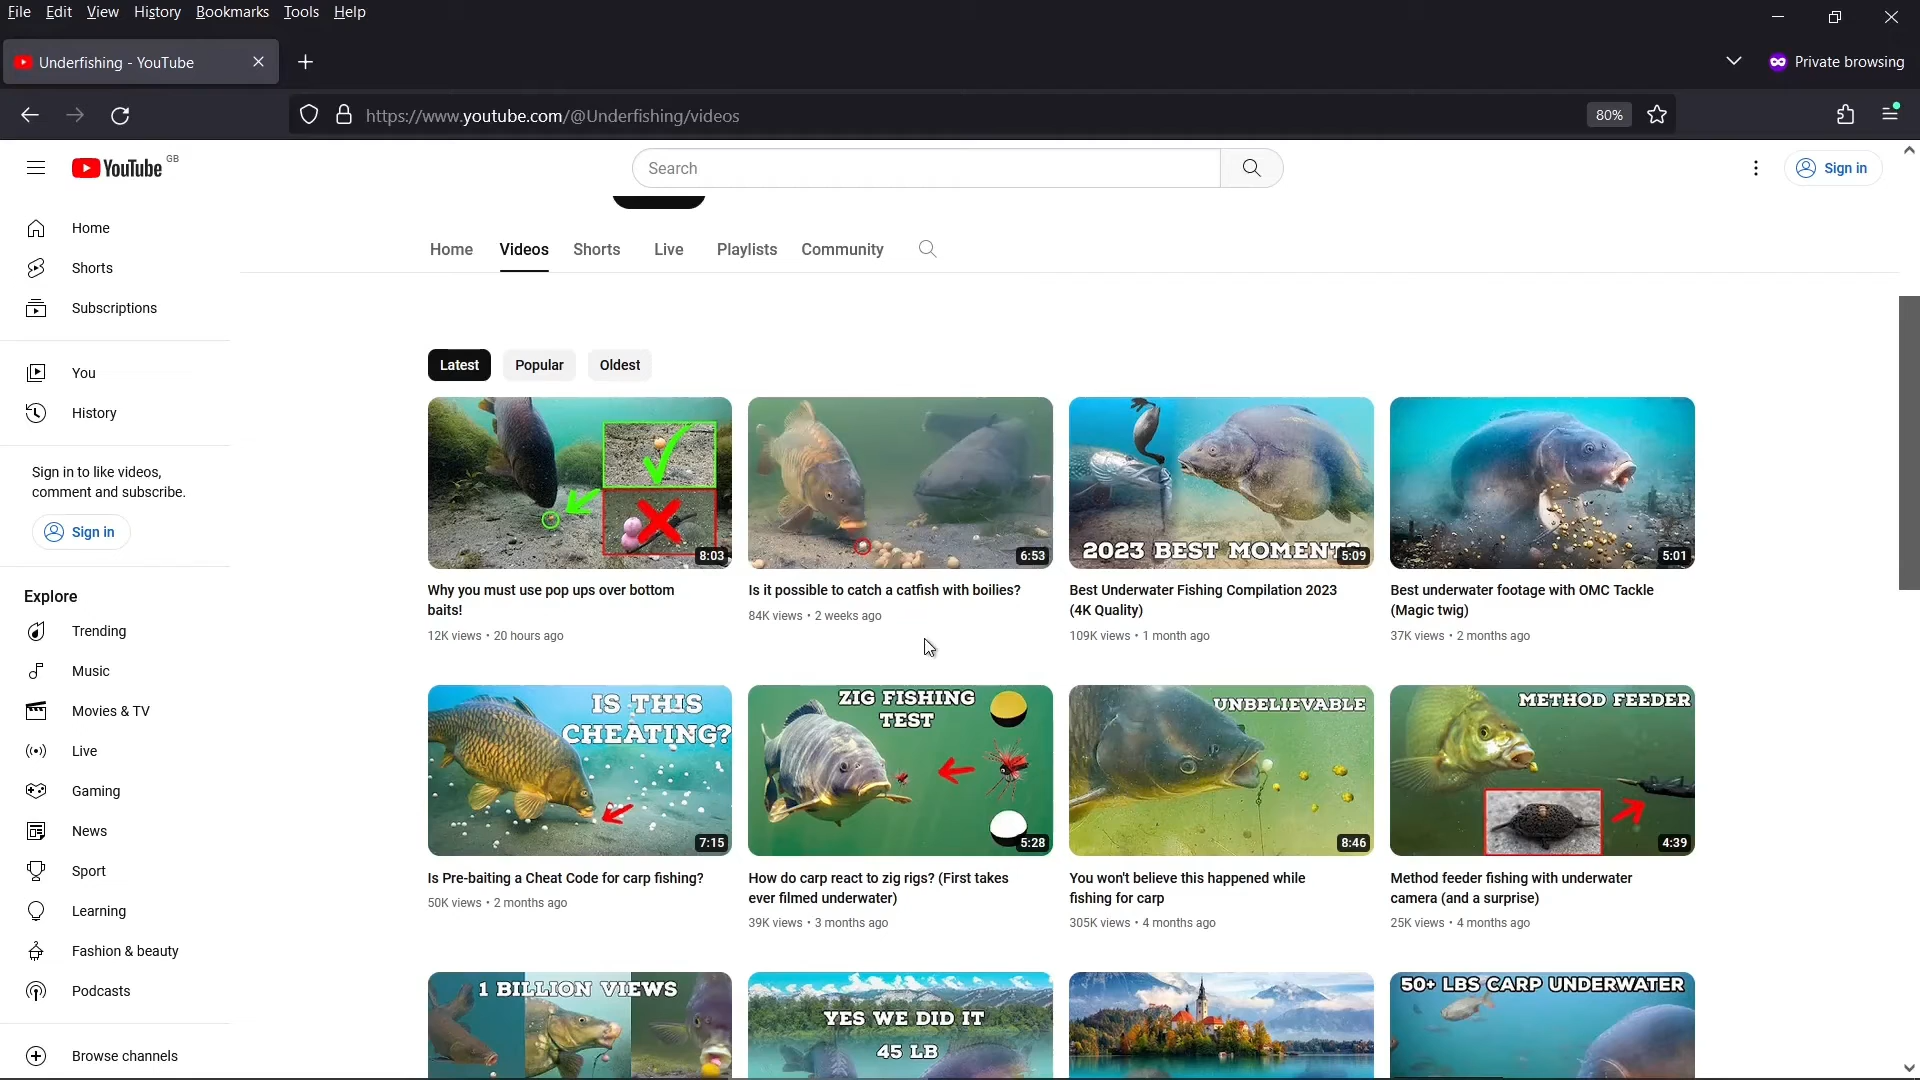 File Edit View History Bookmarks Tools Help
Underfishing - YouTube
Private browsing
https://www.youtube.com/@Underfishing/videos
80%
YouTube GB
Search
Sign in
Home
Shorts
Subscriptions
You
History
Sign in to like videos,
comment and subscribe.
Sign in
Explore
Trending
Music
Movies & TV
Live
Gaming
News
Sport
Learning
Fashion & beauty
Podcasts
Browse channels
Home Videos Shorts Live Playlists Community
Latest Popular Oldest
8:03
Why you must use pop ups over bottom
baits!
12K views • 20 hours ago
6:53
Is it possible to catch a catfish with boilies?
84K views • 2 weeks ago
2023 BEST MOMENTS
5:09
Best Underwater Fishing Compilation 2023
(4K Quality)
109K views • 1 month ago
5:01
Best underwater footage with OMC Tackle
(Magic twig)
37K views • 2 months ago
IS THIS
CHEATING?
7:15
Is Pre-baiting a Cheat Code for carp fishing?
50K views • 2 months ago
ZIG FISHING
TEST
5:28
How do carp react to zig rigs? (First takes
ever filmed underwater)
39K views • 3 months ago
UNBELIEVABLE
8:46
You won't believe this happened while
fishing for carp
305K views • 4 months ago
METHOD FEEDER
4:39
Method feeder fishing with underwater
camera (and a surprise)
25K views • 4 months ago
1 BILLION VIEWS
YES WE DID IT
45 LB
50+ LBS CARP UNDERWATER